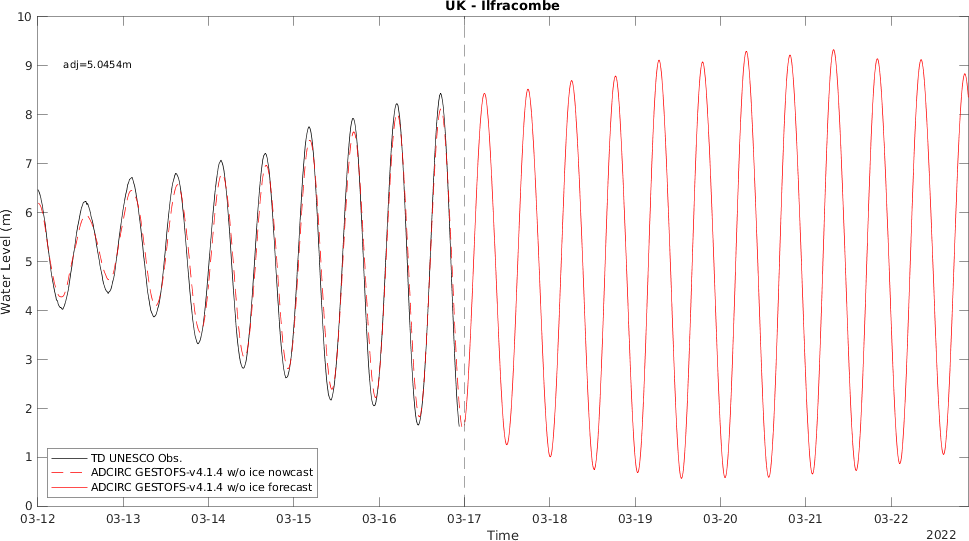 UK - Ilfracombe
10
9
8
7
6
5
4
3
2
1
0
adj=5.0454m
Water Level (m)
TD UNESCO Obs.
ADCIRC GESTOFS-v4.1.4 w/o ice nowcast
ADCIRC GESTOFS-v4.1.4 w/o ice forecast
03-12 03-13 03-14 03-15 03-16 03-17 03-18 03-19 03-20 03-21 03-22
Time
2022